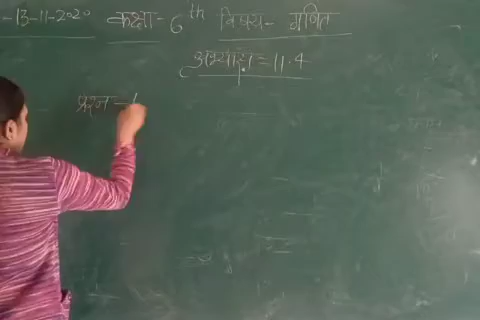 -13-11-2020 कक्षा- 6th विषय- गणित
अभ्यास = 11.4
प्रश्न - 1